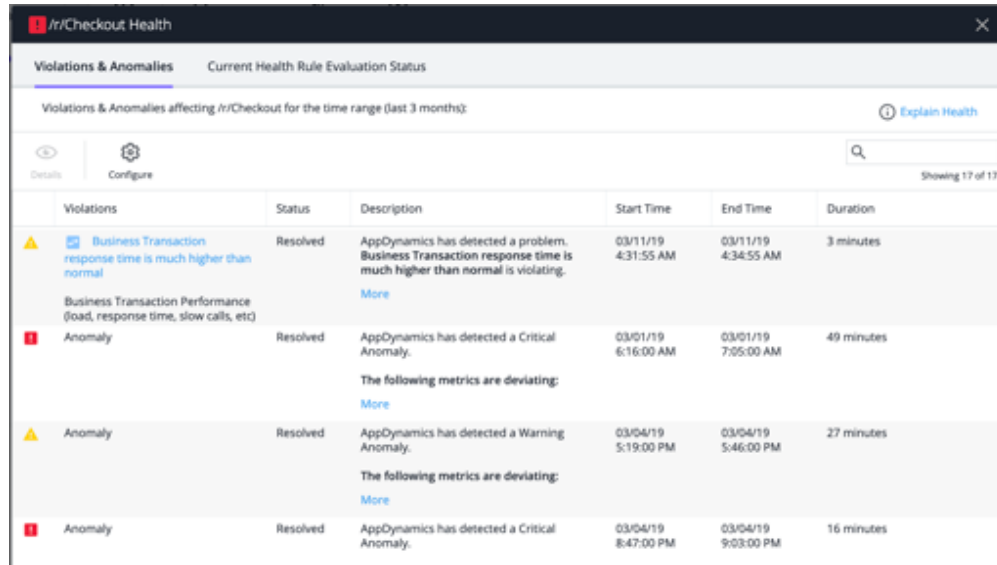 /r/Checkout Health
Violations & Anomalies
Current Health Rule Evaluation Status
Violations & Anomalies affecting /r/Checkout for the time range (last 3 months):
Explain Health
Details
Configure
Showing 17 of 17
Violations
Status
Description
Start Time
End Time
Duration
Business Transaction
response time is much higher than
normal
Business Transaction Performance
(load, response time, slow calls, etc)
Resolved
AppDynamics has detected a problem.
Business Transaction response time is
much higher than normal is violating.
More
03/11/19
4:31:55 AM
03/11/19
4:34:55 AM
3 minutes
Anomaly
Resolved
AppDynamics has detected a Critical
Anomaly.
The following metrics are deviating:
More
03/01/19
6:16:00 AM
03/01/19
7:05:00 AM
49 minutes
Anomaly
Resolved
AppDynamics has detected a Warning
Anomaly.
The following metrics are deviating:
More
03/04/19
5:19:00 PM
03/04/19
5:46:00 PM
27 minutes
Anomaly
Resolved
AppDynamics has detected a Critical
Anomaly.
03/04/19
8:47:00 PM
03/04/19
9:03:00 PM
16 minutes